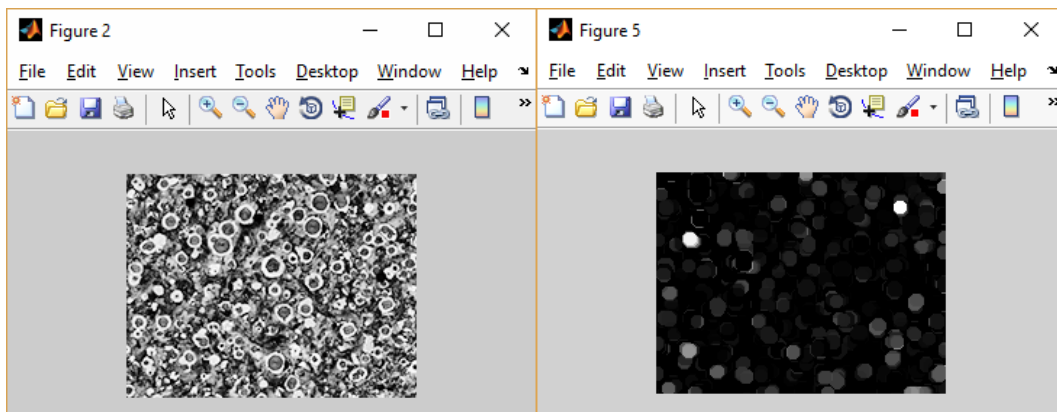 Figure 2
File Edit View Insert Tools Desktop Window Help
Figure 5
File Edit View Insert Tools Desktop Window Help